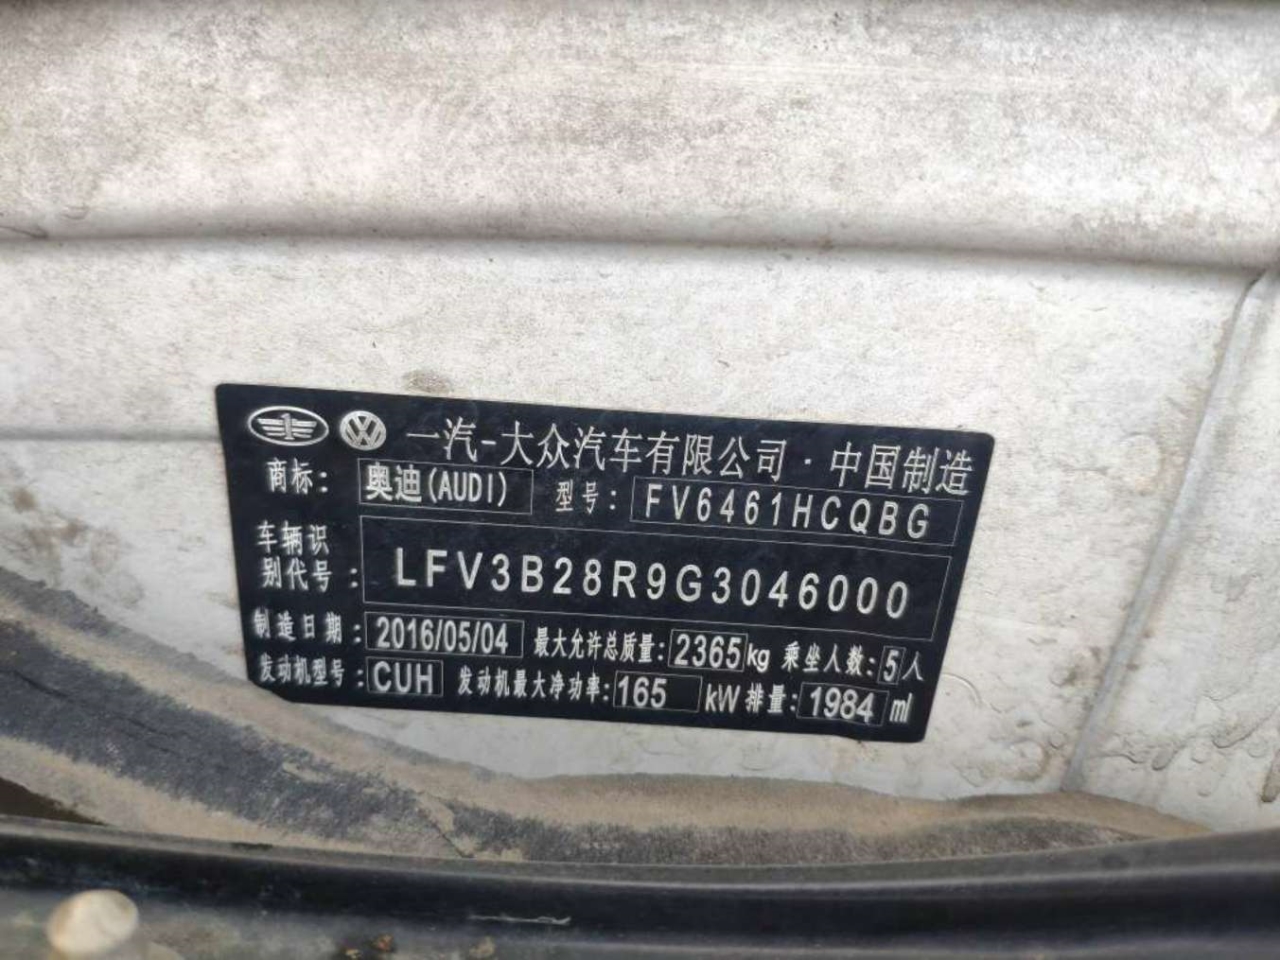 一汽-大众汽车有限公司·中国制造
商标: 奥迪(AUDI) 型号: FV6461HCQBG
车辆识别代号: LFV3B28R9G3046000
制造日期: 2016/05/04 最大允许总质量: 2365kg 乘坐人数: 5人
发动机型号: CUH 发动机最大净功率: 165 kW 排量: 1984 ml